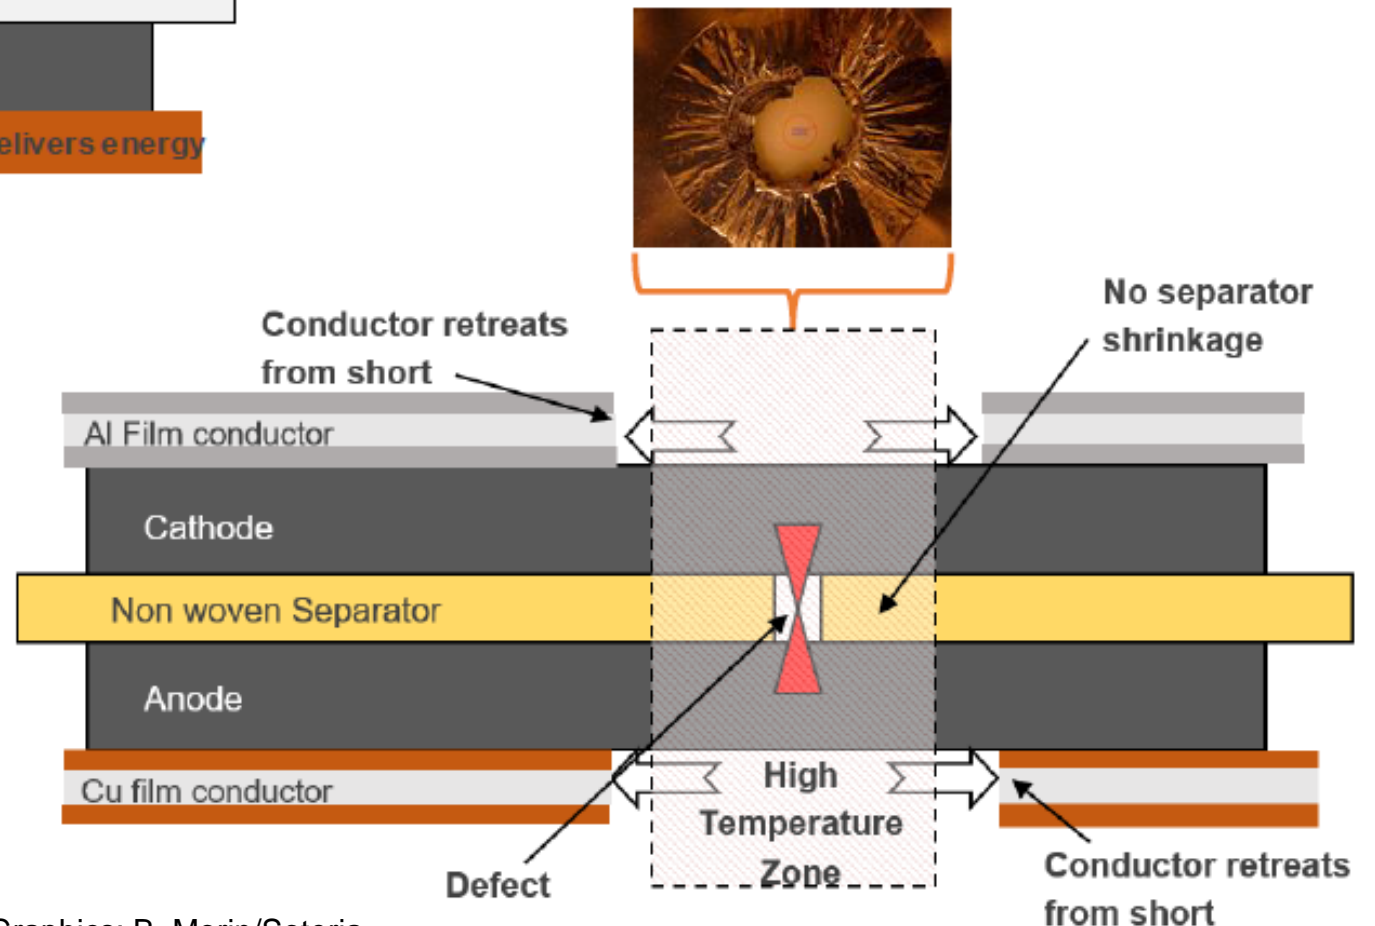 elivers energy
No separator
shrinkage
Conductor retreats
from short
Al Film conductor
Cathode
Non woven Separator
Anode
Cu film conductor
High
Temperature
Zone
Defect
Conductor retreats
from short